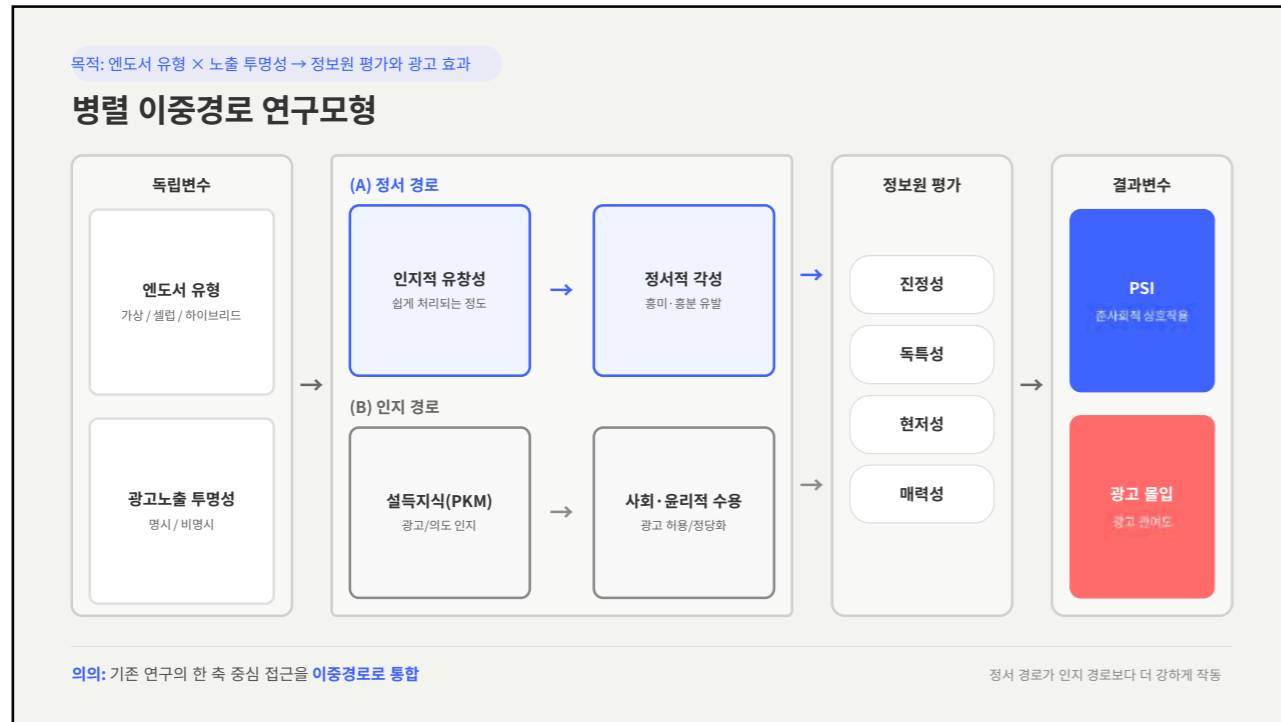 목적: 엔도서 유형 × 노출 투명성 → 정보원 평가와 광고 효과
병렬 이중경로 연구모형
독립변수
엔도서 유형
가상 / 셀럽 / 하이브리드
광고노출 투명성
명시 / 비명시
→
(A) 정서 경로
인지적 유창성
쉽게 처리되는 정도
→
정서적 각성
흥미·흥분 유발
(B) 인지 경로
설득지식(PKM)
광고/의도 인지
→
사회·윤리적 수용
광고 허용/정당화
→
→
정보원 평가
진정성
독특성
현저성
매력성
→
결과변수
PSI
준사회적 상호작용
광고 몰입
광고 관여도
의의: 기존 연구의 한 축 중심 접근을 이중경로로 통합
정서 경로가 인지 경로보다 더 강하게 작동